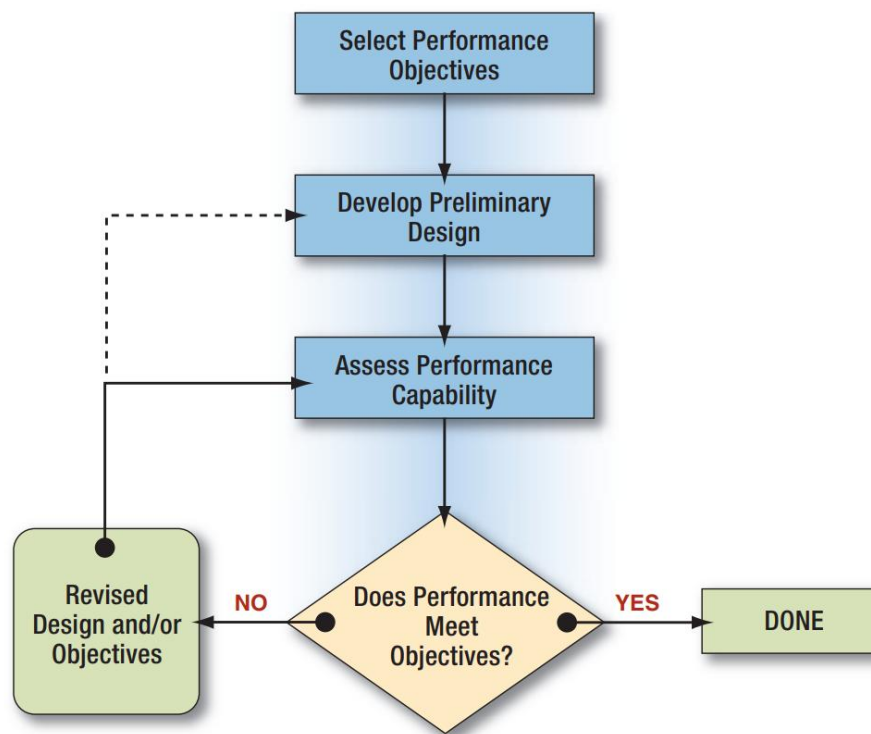 Select Performance
Objectives
Develop Preliminary
Design
Assess Performance
Capability
Does Performance
Meet
Objectives?
NO
YES
Revised
Design and/or
Objectives
DONE